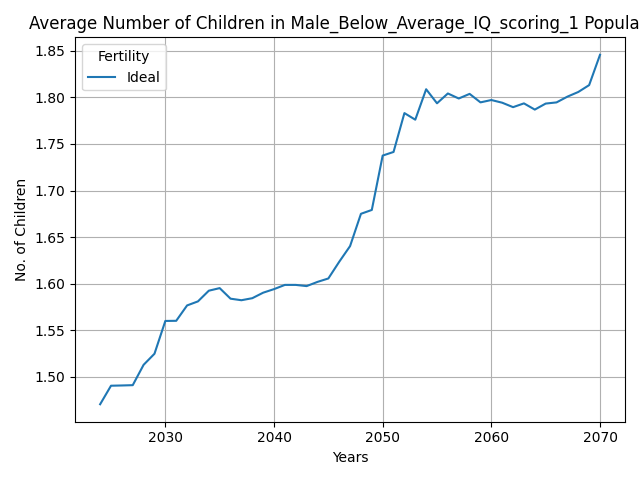 Average Number of Children in Male_Below_Average_IQ_scoring_1 Popula
1.85
1.80
1.75
1.70
1.65
1.60
1.55
1.50
No. of Children
Fertility
Ideal
2030 2040 2050 2060 2070
Years